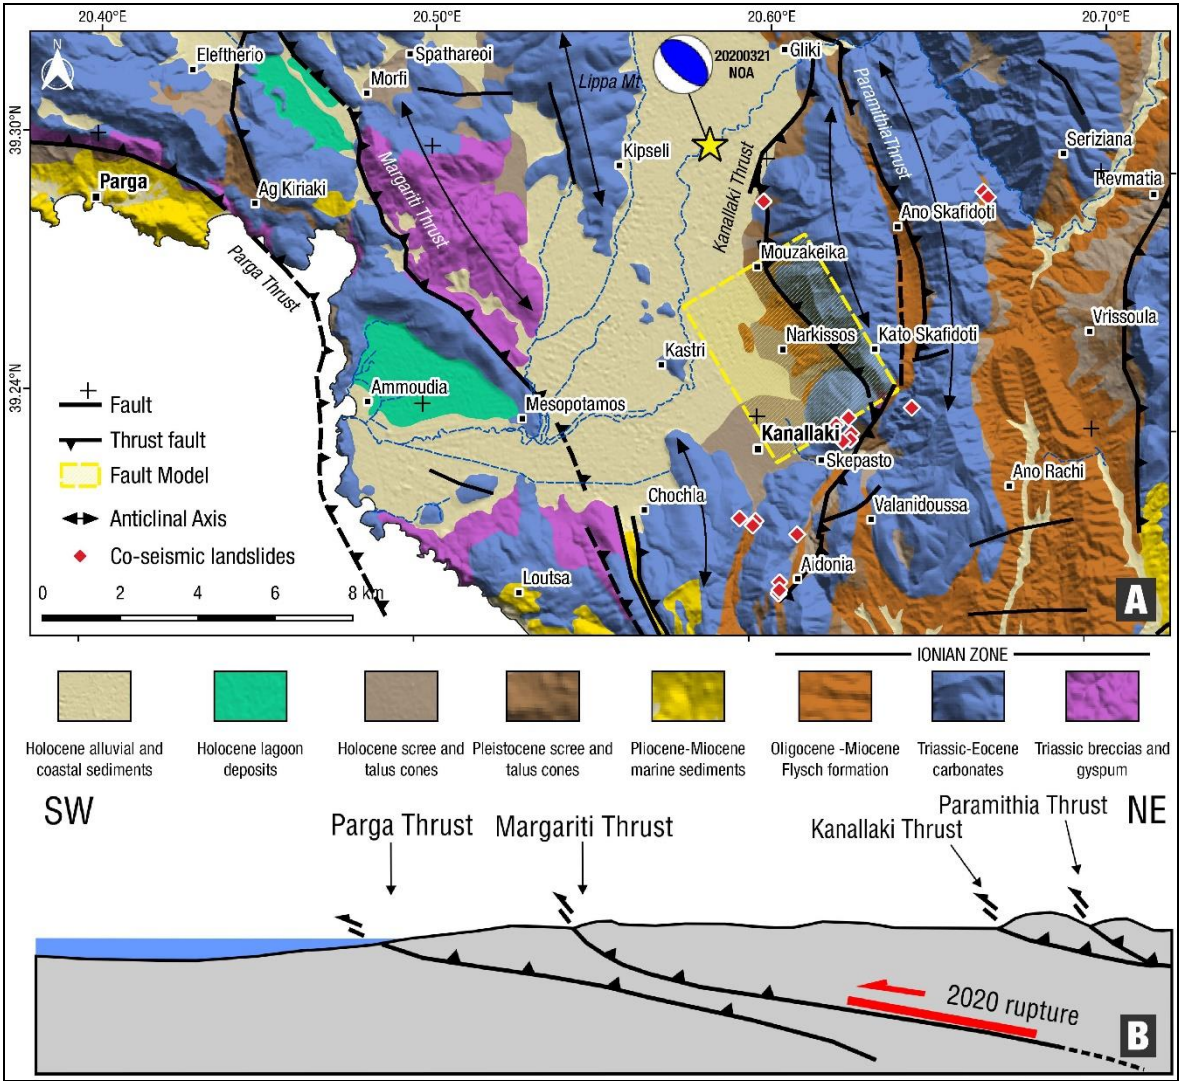 20.40°E
20.50°E
20.60°E
20.70°E
39.30°N
39.24°N
N
Eleftherio
Spathareoi
Morfi
Lippa Mt
20200321
NOA
Gliki
Paramithia Thrust
Seriziana
Kipseli
Revmatia
Parga
Ag Kiriaki
Margariti Thrust
Kanallaki Thrust
Ano Skafidoti
Parga Thrust
Mouzakeika
Vrissoula
Narkissos
Kato Skafidoti
Kastri
Ammoudia
Mesopotamos
Kanallaki
Skepasto
Ano Rachi
Chochla
Valanidoussa
Loutsa
Aidonia
Fault
Thrust fault
Fault Model
Anticlinal Axis
Co-seismic landslides
0 2 4 6 8 km
A
IONIAN ZONE
Holocene alluvial and
coastal sediments
Holocene lagoon
deposits
Holocene scree and
talus cones
Pleistocene scree and
talus cones
Pliocene-Miocene
marine sediments
Oligocene -Miocene
Flysch formation
Triassic-Eocene
carbonates
Triassic breccias and
gyspum
SW
NE
Parga Thrust
Margariti Thrust
Kanallaki Thrust
Paramithia Thrust
2020 rupture
B